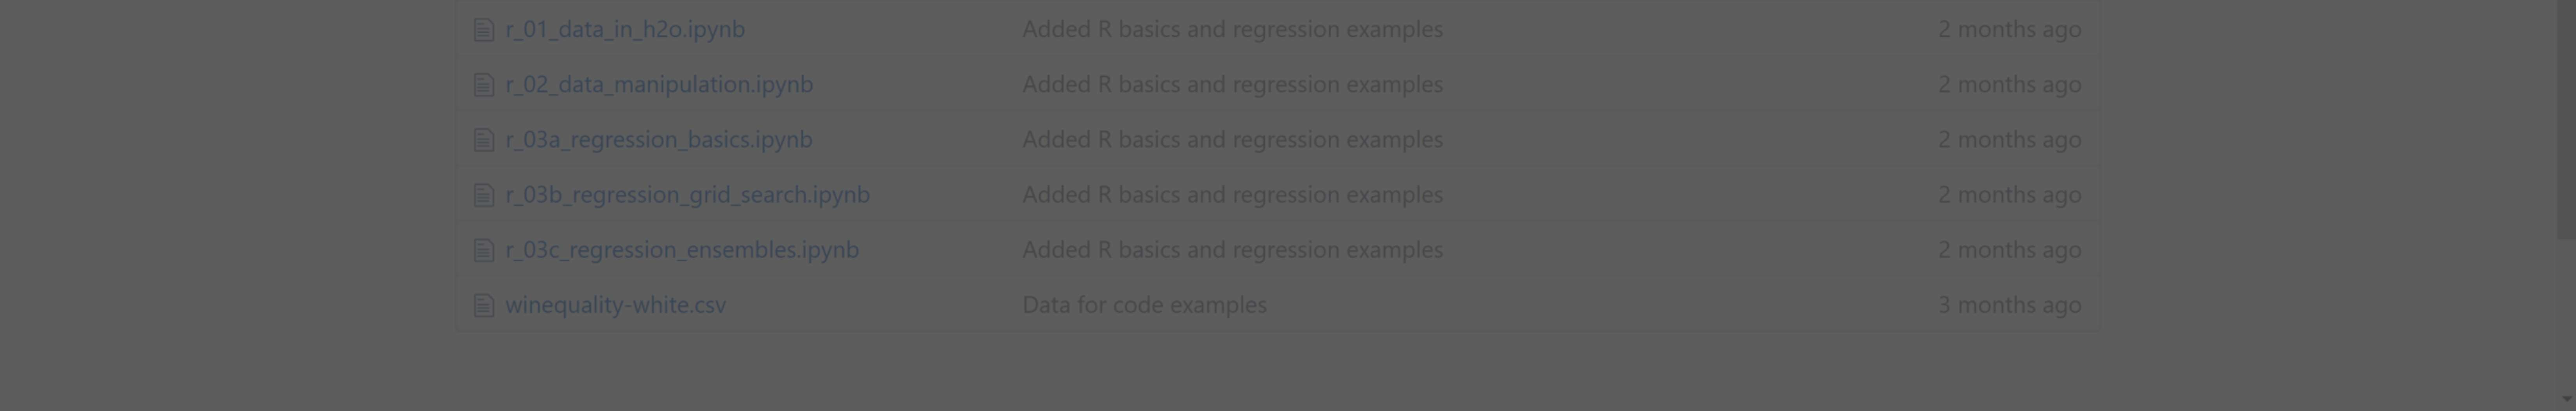 r_01_data_in_h2o.ipynb Added R basics and regression examples 2 months ago
r_02_data_manipulation.ipynb Added R basics and regression examples 2 months ago
r_03a_regression_basics.ipynb Added R basics and regression examples 2 months ago
r_03b_regression_grid_search.ipynb Added R basics and regression examples 2 months ago
r_03c_regression_ensembles.ipynb Added R basics and regression examples 2 months ago
winequality-white.csv Data for code examples 3 months ago